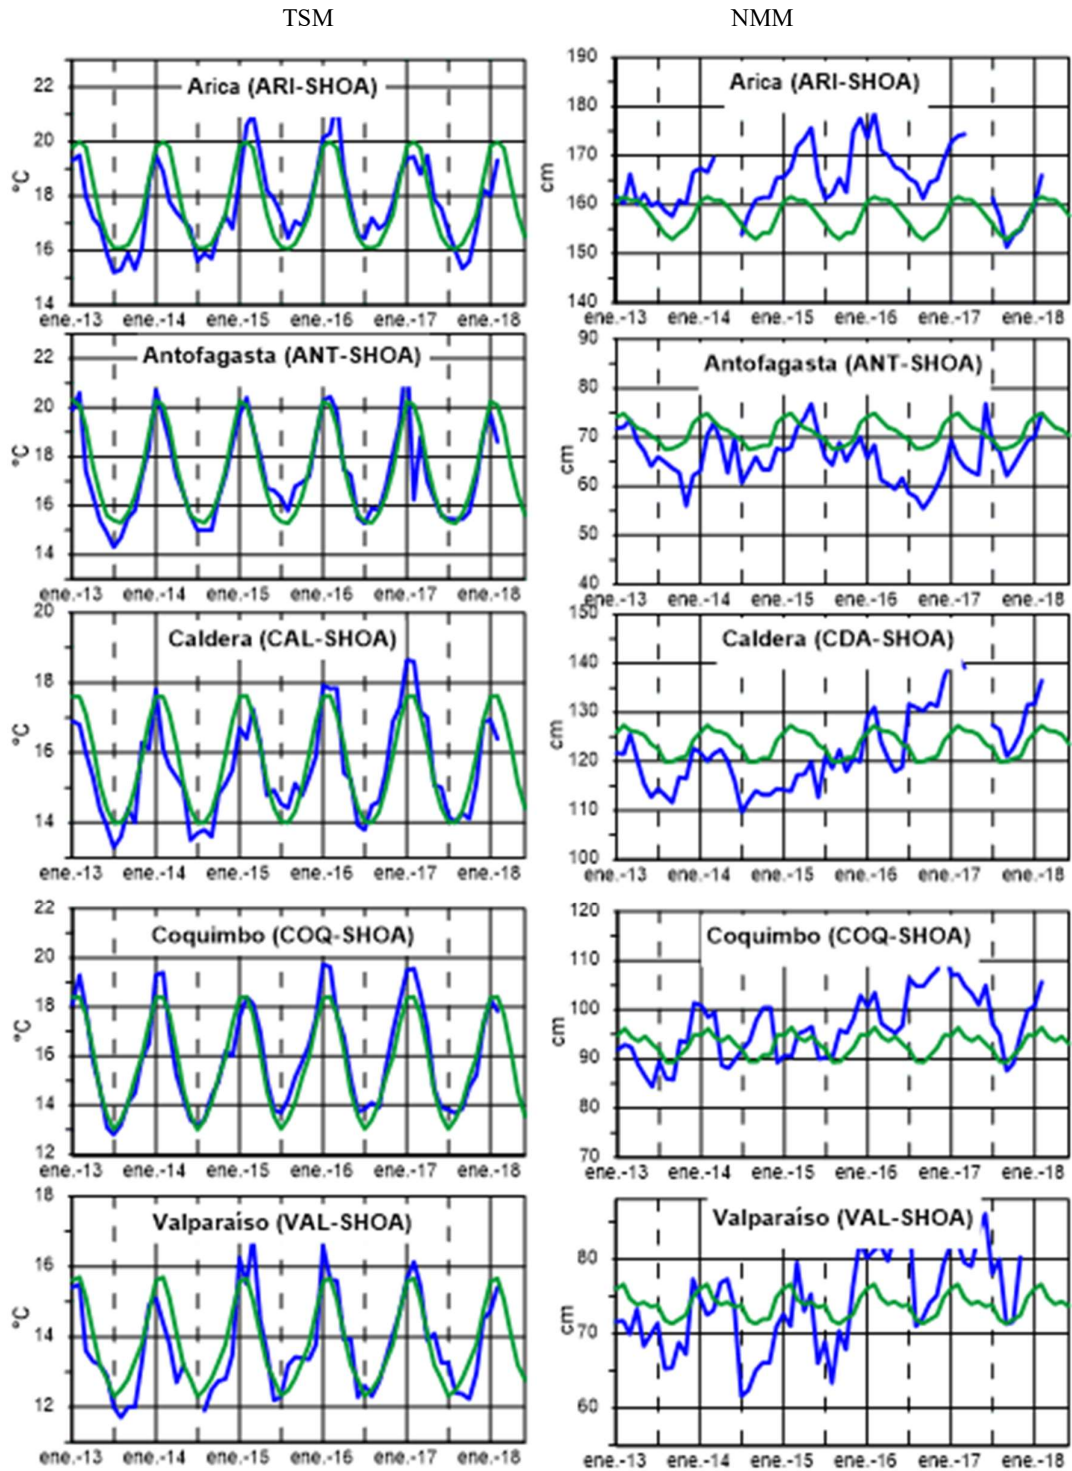 TSM
NMM
22
20
18
16
14
°C
Arica (ARI-SHOA)
ene.-13 ene.-14 ene.-15 ene.-16 ene.-17 ene.-18
190
180
170
160
150
140
cm
Arica (ARI-SHOA)
ene.-13 ene.-14 ene.-15 ene.-16 ene.-17 ene.-18
22
20
18
16
14
°C
Antofagasta (ANT-SHOA)
ene.-13 ene.-14 ene.-15 ene.-16 ene.-17 ene.-18
90
80
70
60
50
40
cm
Antofagasta (ANT-SHOA)
ene.-13 ene.-14 ene.-15 ene.-16 ene.-17 ene.-18
20
18
16
14
°C
Caldera (CAL-SHOA)
ene.-13 ene.-14 ene.-15 ene.-16 ene.-17 ene.-18
150
140
130
120
110
100
cm
Caldera (CDA-SHOA)
ene.-13 ene.-14 ene.-15 ene.-16 ene.-17 ene.-18
22
20
18
16
14
12
°C
Coquimbo (COQ-SHOA)
ene.-13 ene.-14 ene.-15 ene.-16 ene.-17 ene.-18
120
110
100
90
80
70
cm
Coquimbo (COQ-SHOA)
ene.-13 ene.-14 ene.-15 ene.-16 ene.-17 ene.-18
18
16
14
12
°C
Valparaíso (VAL-SHOA)
ene.-13 ene.-14 ene.-15 ene.-16 ene.-17 ene.-18
80
70
60
cm
Valparaíso (VAL-SHOA)
ene.-13 ene.-14 ene.-15 ene.-16 ene.-17 ene.-18